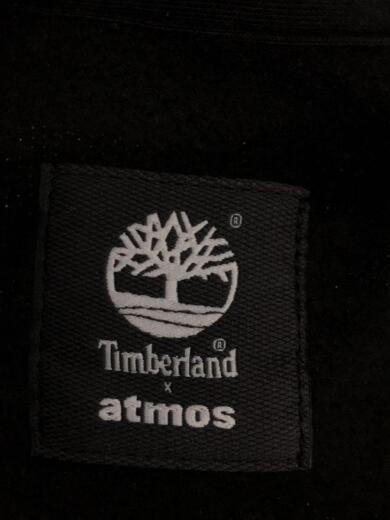 ®
Timberland®
x
atmos